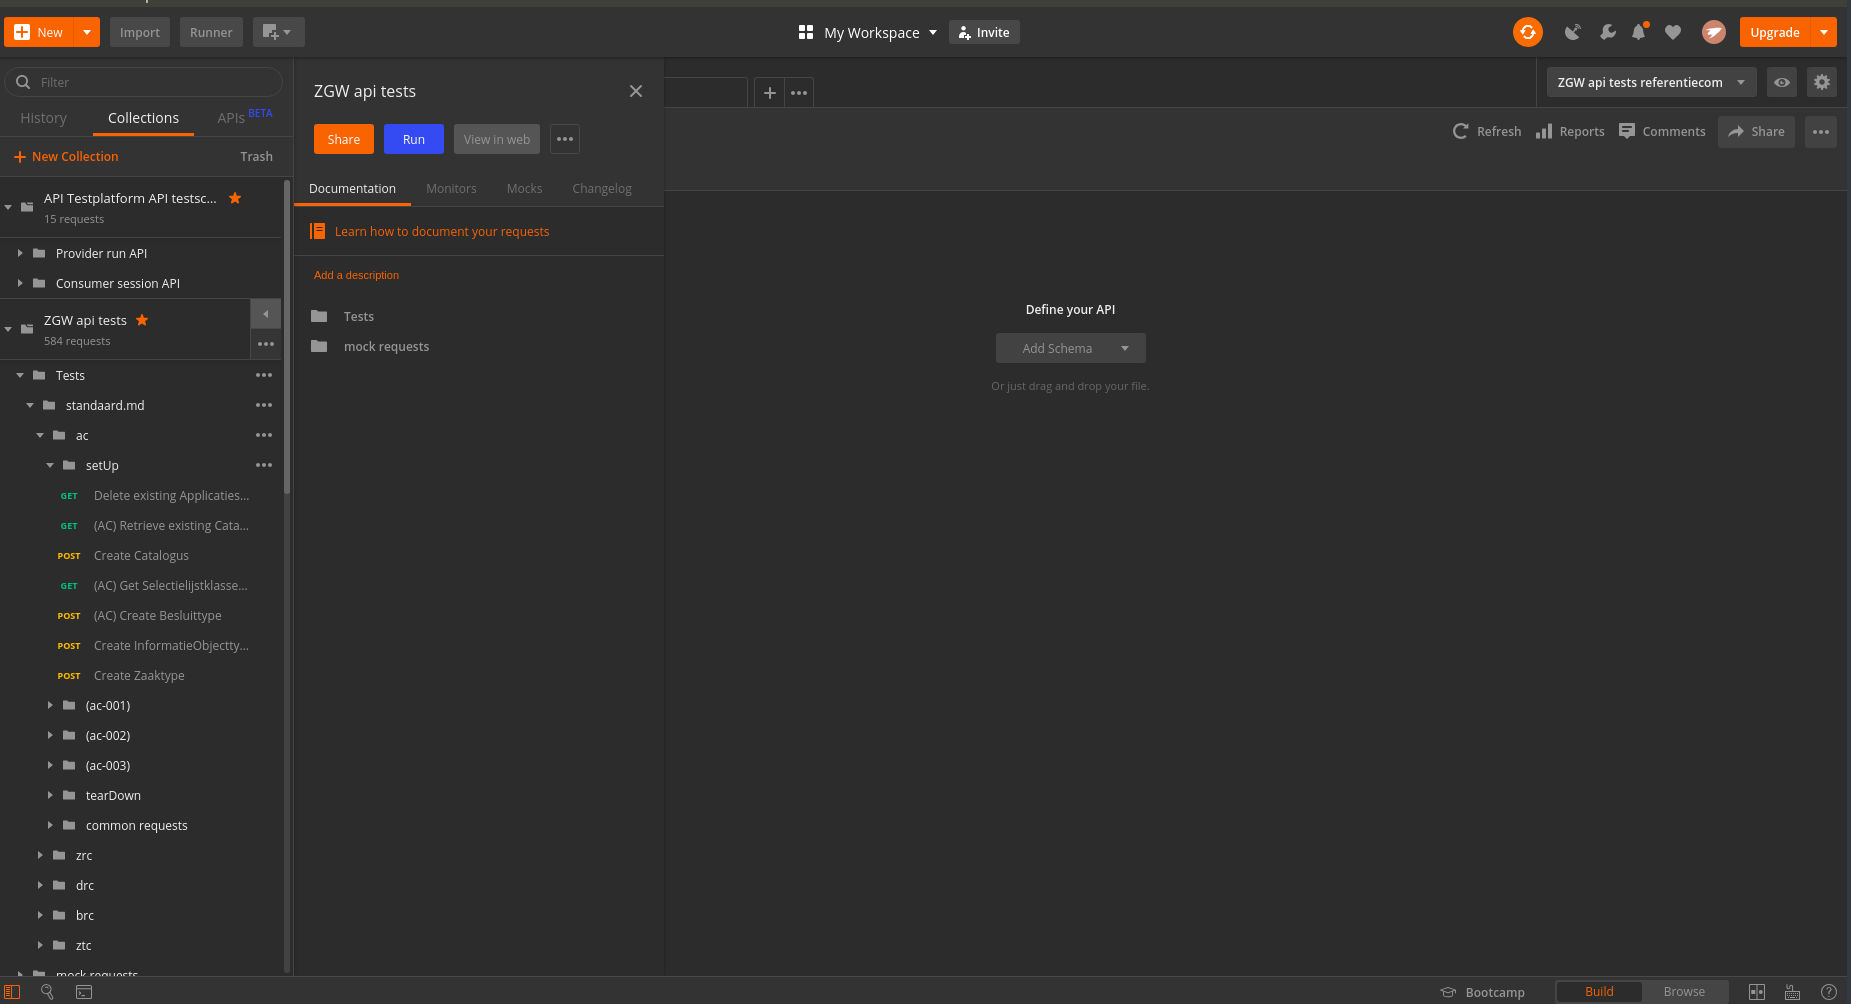 New
Import
Runner
My Workspace
Invite
Upgrade
Filter
History
Collections
APIs BETA
New Collection
Trash
API Testplatform API testsc...
15 requests
Provider run API
Consumer session API
ZGW api tests
584 requests
Tests
standaard.md
ac
setUp
GET Delete existing Applicaties...
GET (AC) Retrieve existing Cata...
POST Create Catalogus
GET (AC) Get Selectielijstklasse...
POST (AC) Create Besluittype
POST Create InformatieObjectty...
POST Create Zaaktype
(ac-001)
(ac-002)
(ac-003)
tearDown
common requests
zrc
drc
brc
ztc
mock requests
ZGW api tests
Share
Run
View in web
Documentation
Monitors
Mocks
Changelog
Learn how to document your requests
Add a description
Tests
mock requests
ZGW api tests referentiecom
Refresh
Reports
Comments
Share
Define your API
Add Schema
Or just drag and drop your file.
Bootcamp
Build
Browse